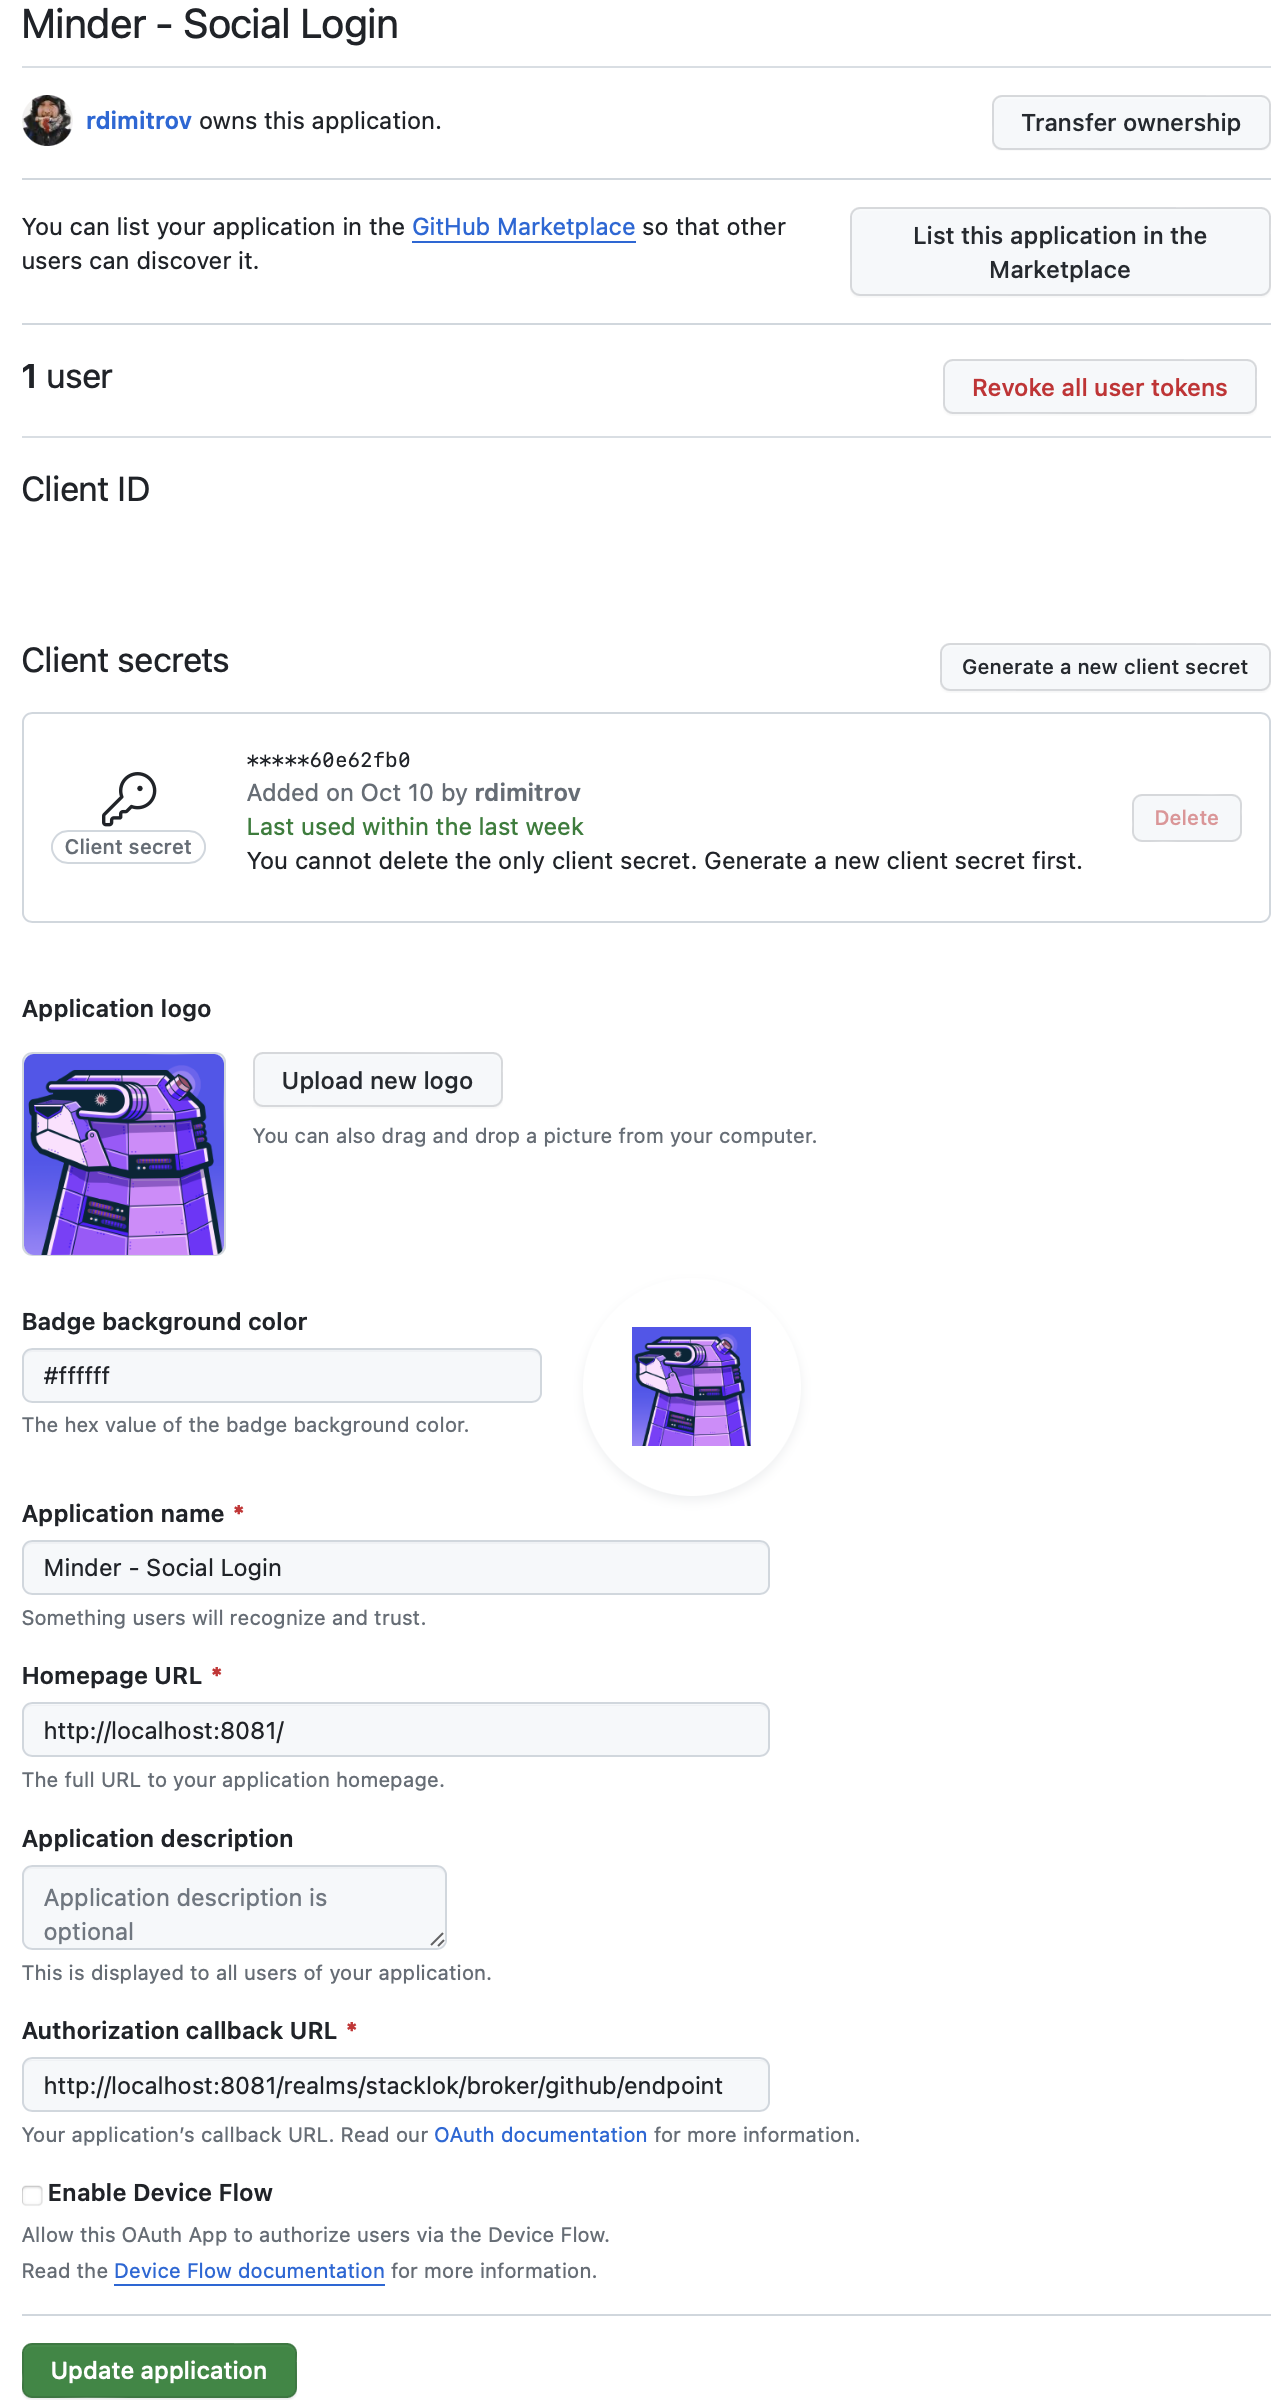 Minder - Social Login
rdimitrov owns this application.
Transfer ownership
You can list your application in the GitHub Marketplace so that other
users can discover it.
List this application in the
Marketplace
1 user
Revoke all user tokens
Client ID
Client secrets
Generate a new client secret
*****60e62fb0
Added on Oct 10 by rdimitrov
Last used within the last week
You cannot delete the only client secret. Generate a new client secret first.
Client secret
Delete
Application logo
Upload new logo
You can also drag and drop a picture from your computer.
Badge background color
#ffffff
The hex value of the badge background color.
Application name *
Minder - Social Login
Something users will recognize and trust.
Homepage URL *
http://localhost:8081/
The full URL to your application homepage.
Application description
Application description is
optional
This is displayed to all users of your application.
Authorization callback URL *
http://localhost:8081/realms/stacklok/broker/github/endpoint
Your application’s callback URL. Read our OAuth documentation for more information.
Enable Device Flow
Allow this OAuth App to authorize users via the Device Flow.
Read the Device Flow documentation for more information.
Update application